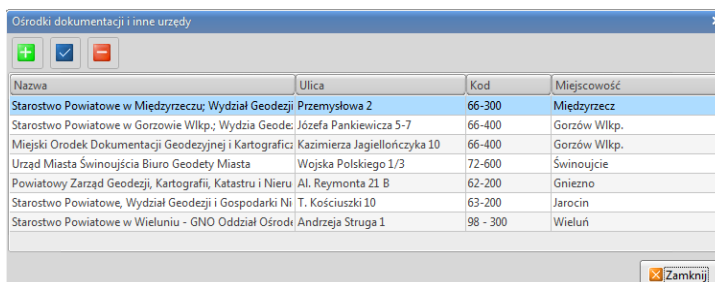 Ośrodki dokumentacji i inne urzędy
Nazwa Ulica Kod Miejscowość
Starostwo Powiatowe w Międzyrzeczu; Wydział Geodezji Przemysłowa 2 66-300 Międzyrzecz
Starostwo Powiatowe w Gorzowie Wlkp.; Wydzia Geode Józefa Pankiewicza 5-7 66-400 Gorzów Wlkp.
Miejski Orodek Dokumentacji Geodezyjnej i Kartografic Kazimierza Jagiellończyka 10 66-400 Gorzów Wlkp.
Urząd Miasta Świnoujścia Biuro Geodety Miasta Wojska Polskiego 1/3 72-600 Świnoujcie
Powiatowy Zarząd Geodezji, Kartografii, Katastru i Nieru Al. Reymonta 21 B 62-200 Gniezno
Starostwo Powiatowe, Wydział Geodezji i Gospodarki Ni T. Kościuszki 10 63-200 Jarocin
Starostwo Powiatowe w Wieluniu - GNO Oddział Ośrode Andrzeja Struga 1 98 - 300 Wieluń
Zamknij